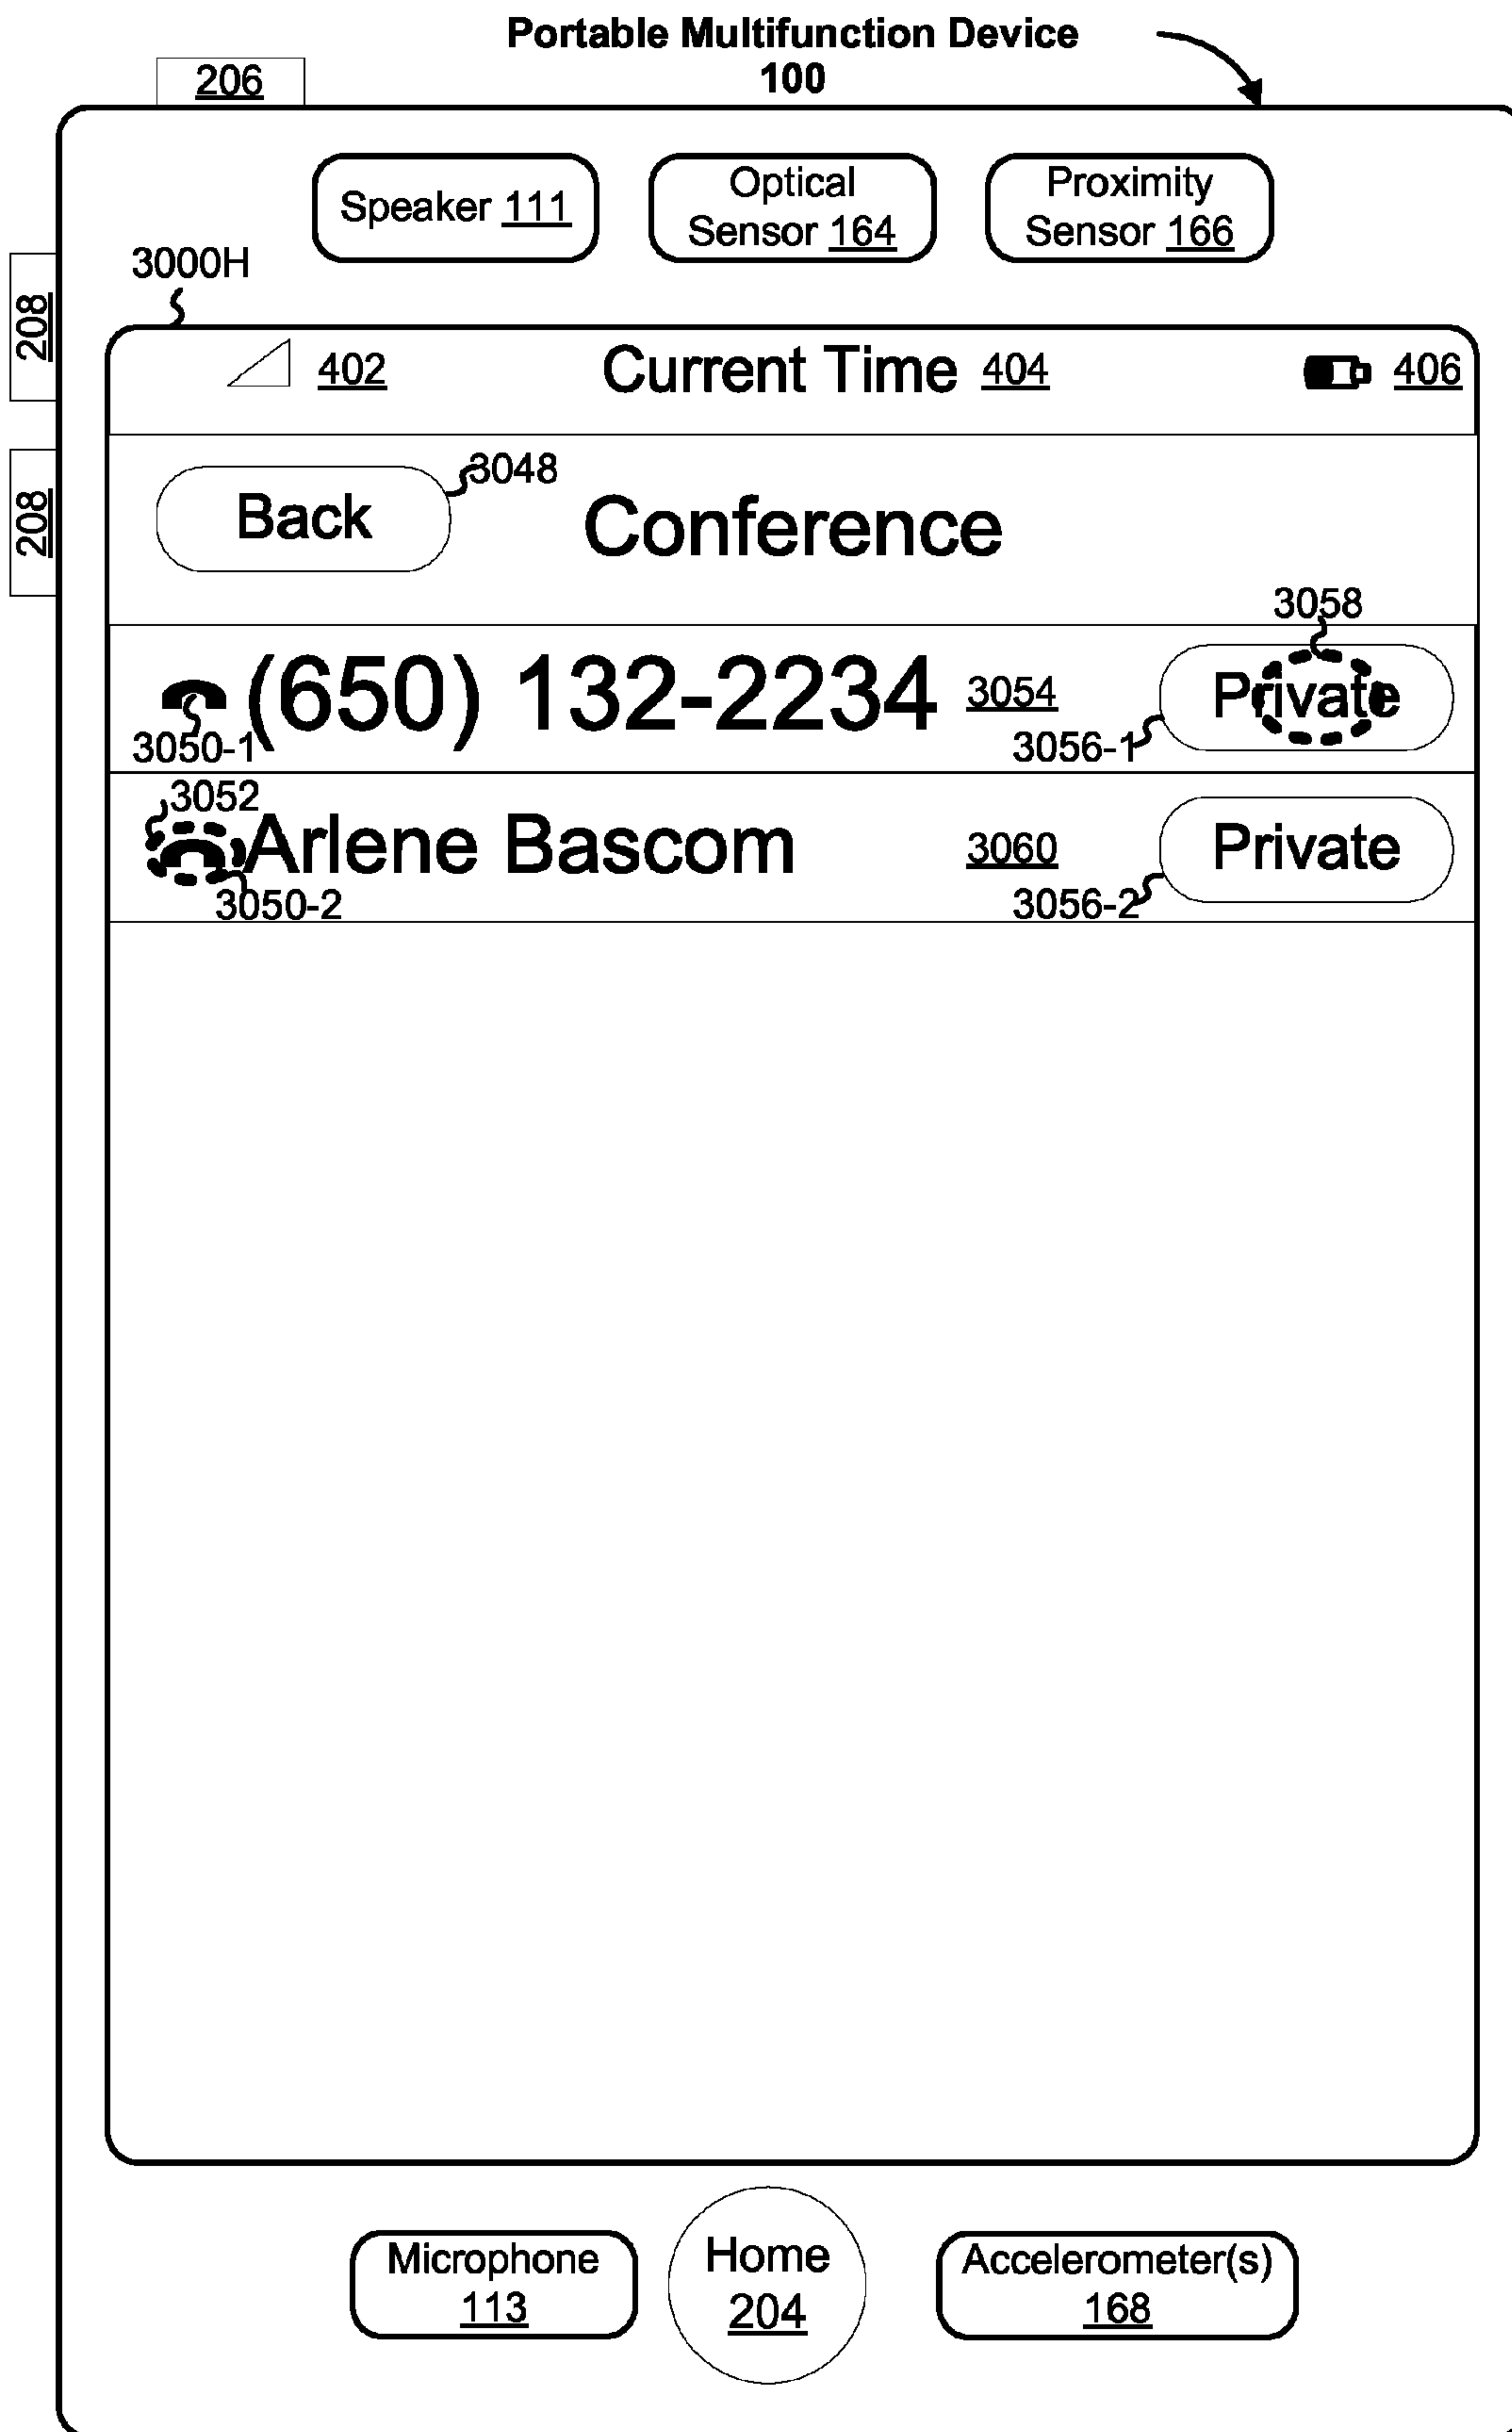 Portable Multifunction Device
100
206
Speaker 111
Optical
Sensor 164
Proximity
Sensor 166
208
208
3000H
402
Current Time 404
406
Back
3048
Conference
3058
(650) 132-2234
3054
Private
3050-1
3056-1
3052
Arlene Bascom
3060
Private
3050-2
3056-2
Microphone
113
Home
204
Accelerometer(s)
168